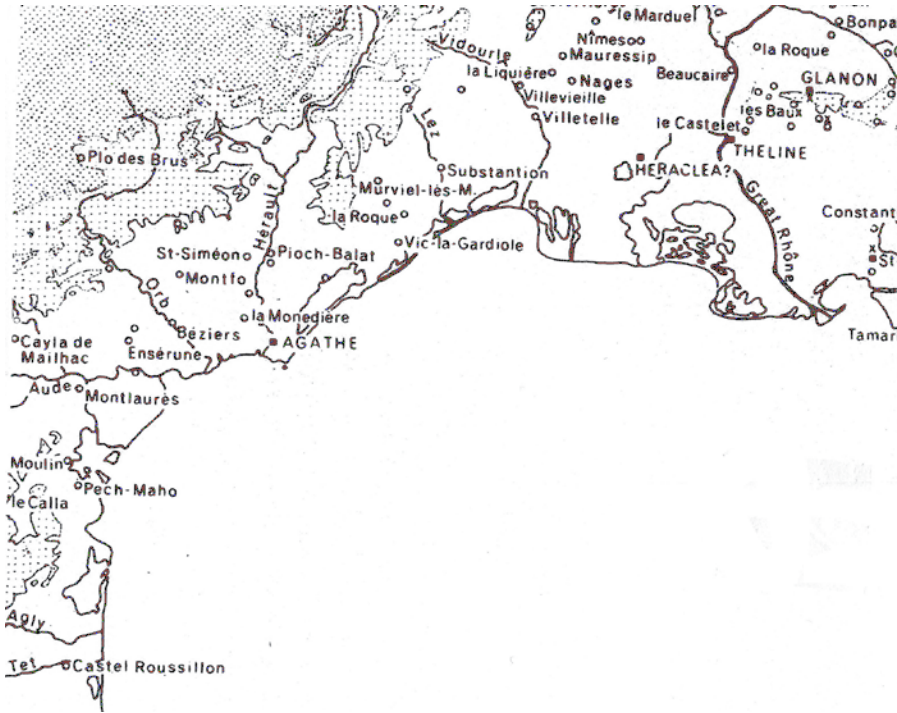 le Marduel
Bonpa
Vidourle
Nîmes
Mauressip
la Roque
la Liquière
Nages
Beaucaire
GLANON
Villevieille
les Baux
Villetelle
le Castelet
Lez
THELINE
Plo des Brus
Substantion
HERACLEA?
Murviel-lès-M.
la Roque
Great Rhône
Constant
Hérault
Vic-la-Gardiole
St-Siméon
Pioch-Balat
St
Montfo
Orb
la Monédière
Béziers
AGATHE
Tamar
Cayla de
Mailhac
Ensérune
Aude
Montlaurès
Moulin
Pech-Maho
le Calla
Agly
Tet
Castel Roussillon